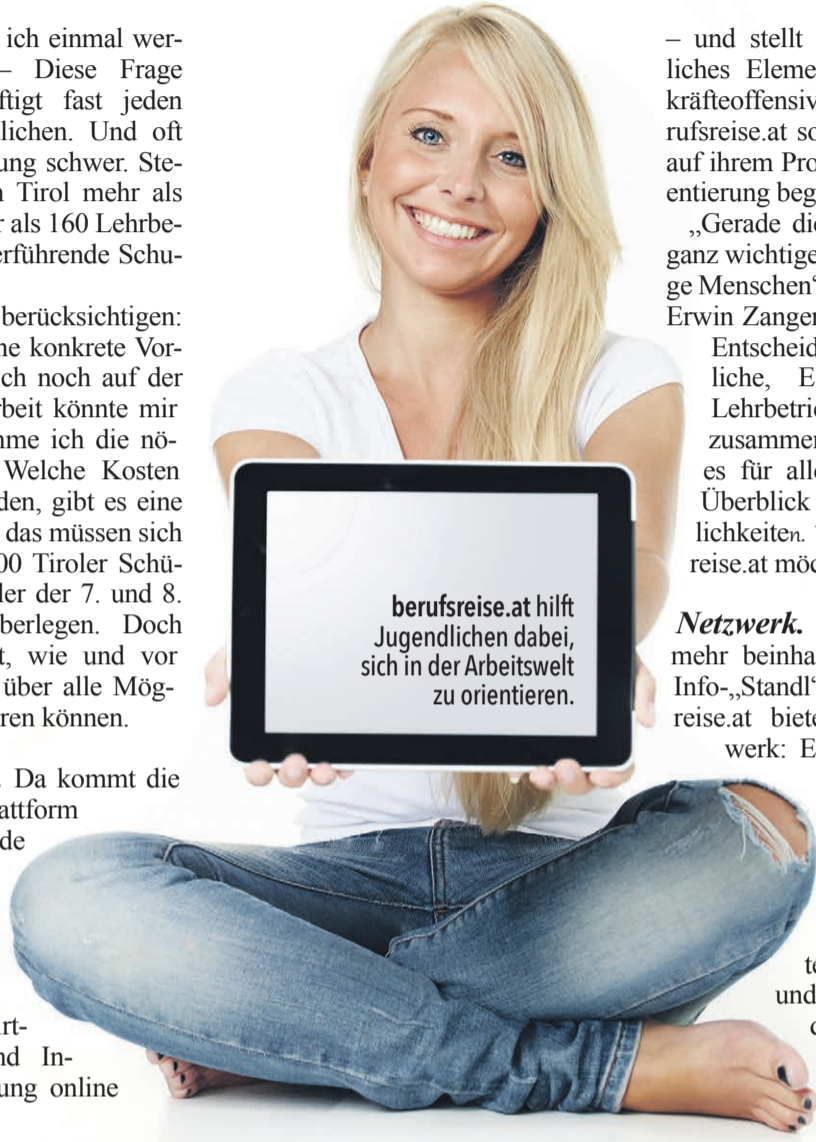 ich einmal wer-
– Diese Frage
ftigt fast jeden
lichen. Und oft
ung schwer. Ste-
Tirol mehr als
r als 160 Lehrbe-
erführende Schu-
berücksichtigen:
ne konkrete Vor-
ich noch auf der
rbeit könnte mir
mme ich die nö-
Welche Kosten
den, gibt es eine
das müssen sich
00 Tiroler Schü-
ler der 7. und 8.
berlegen. Doch
t, wie und vor
über alle Mög-
ren können.
. Da kommt die
attform
de
rt-
nd In-
ung online
berufsreise.at hilft
Jugendlichen dabei,
sich in der Arbeitswelt
zu orientieren.
– und stellt
liches Eleme
kräfteoffensiv
rufsreise.at so
auf ihrem Pro
entierung beg
„Gerade die
ganz wichtige
ge Menschen“
Erwin Zanger
Entscheid
liche, E
Lehrbetrie
zusammen
es für alle
Überblick
lichkeiten.
reise.at möc
Netzwerk.
mehr beinha
Info-„Standl“
reise.at biete
werk: E
te
und